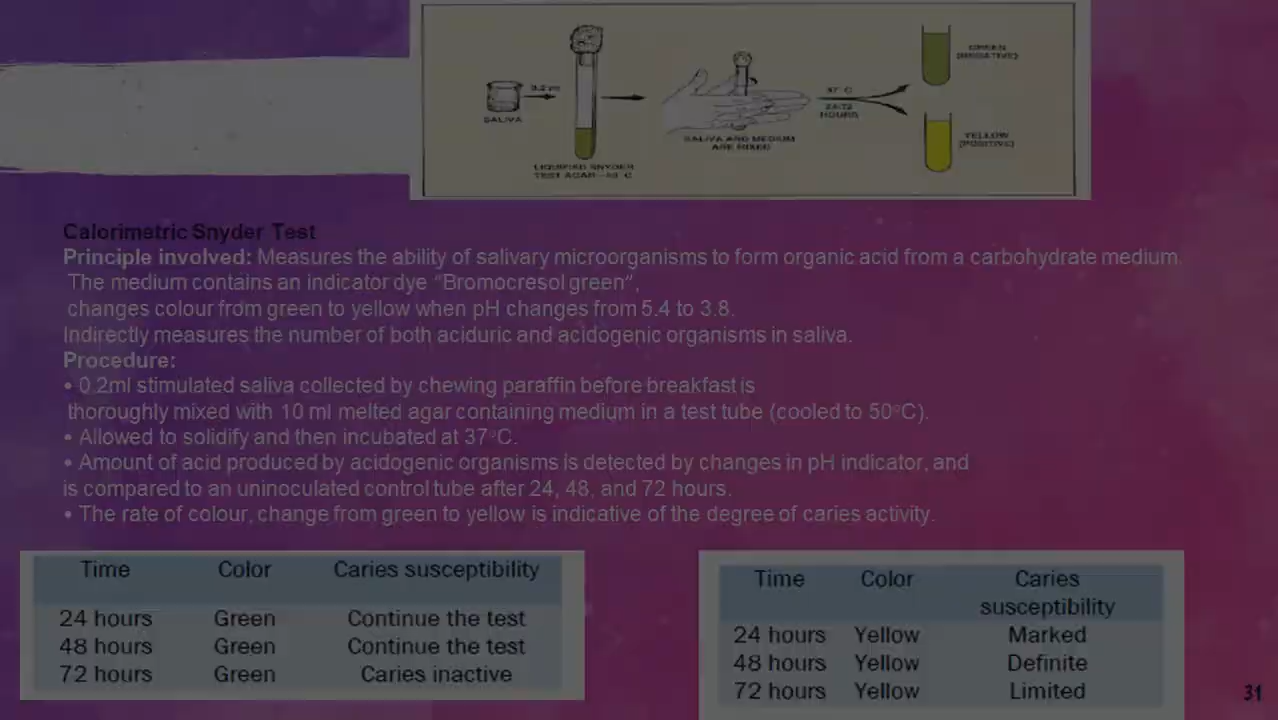 GREEN
(NEGATIVE)
0.2 ml
37° C
SALIVA
24-72
HOURS
SALIVA AND MEDIUM
ARE MIXED
YELLOW
(POSITIVE)
LIQUIFIED SNYDER
TEST AGAR
Calorimetric Snyder Test
Principle involved: Measures the ability of salivary microorganisms to form organic acid from a carbohydrate medium.
The medium contains an indicator dye "Bromocresol green",
changes colour from green to yellow when pH changes from 5.4 to 3.8.
Indirectly measures the number of both aciduric and acidogenic organisms in saliva.
Procedure:
• 0.2ml stimulated saliva collected by chewing paraffin before breakfast is
thoroughly mixed with 10 ml melted agar containing medium in a test tube (cooled to 50°C).
• Allowed to solidify and then incubated at 37°C.
• Amount of acid produced by acidogenic organisms is detected by changes in pH indicator, and
is compared to an uninoculated control tube after 24, 48, and 72 hours.
• The rate of colour, change from green to yellow is indicative of the degree of caries activity.
Time Color Caries susceptibility
24 hours Green Continue the test
48 hours Green Continue the test
72 hours Green Caries inactive
Time Color Caries
susceptibility
24 hours Yellow Marked
48 hours Yellow Definite
72 hours Yellow Limited
31